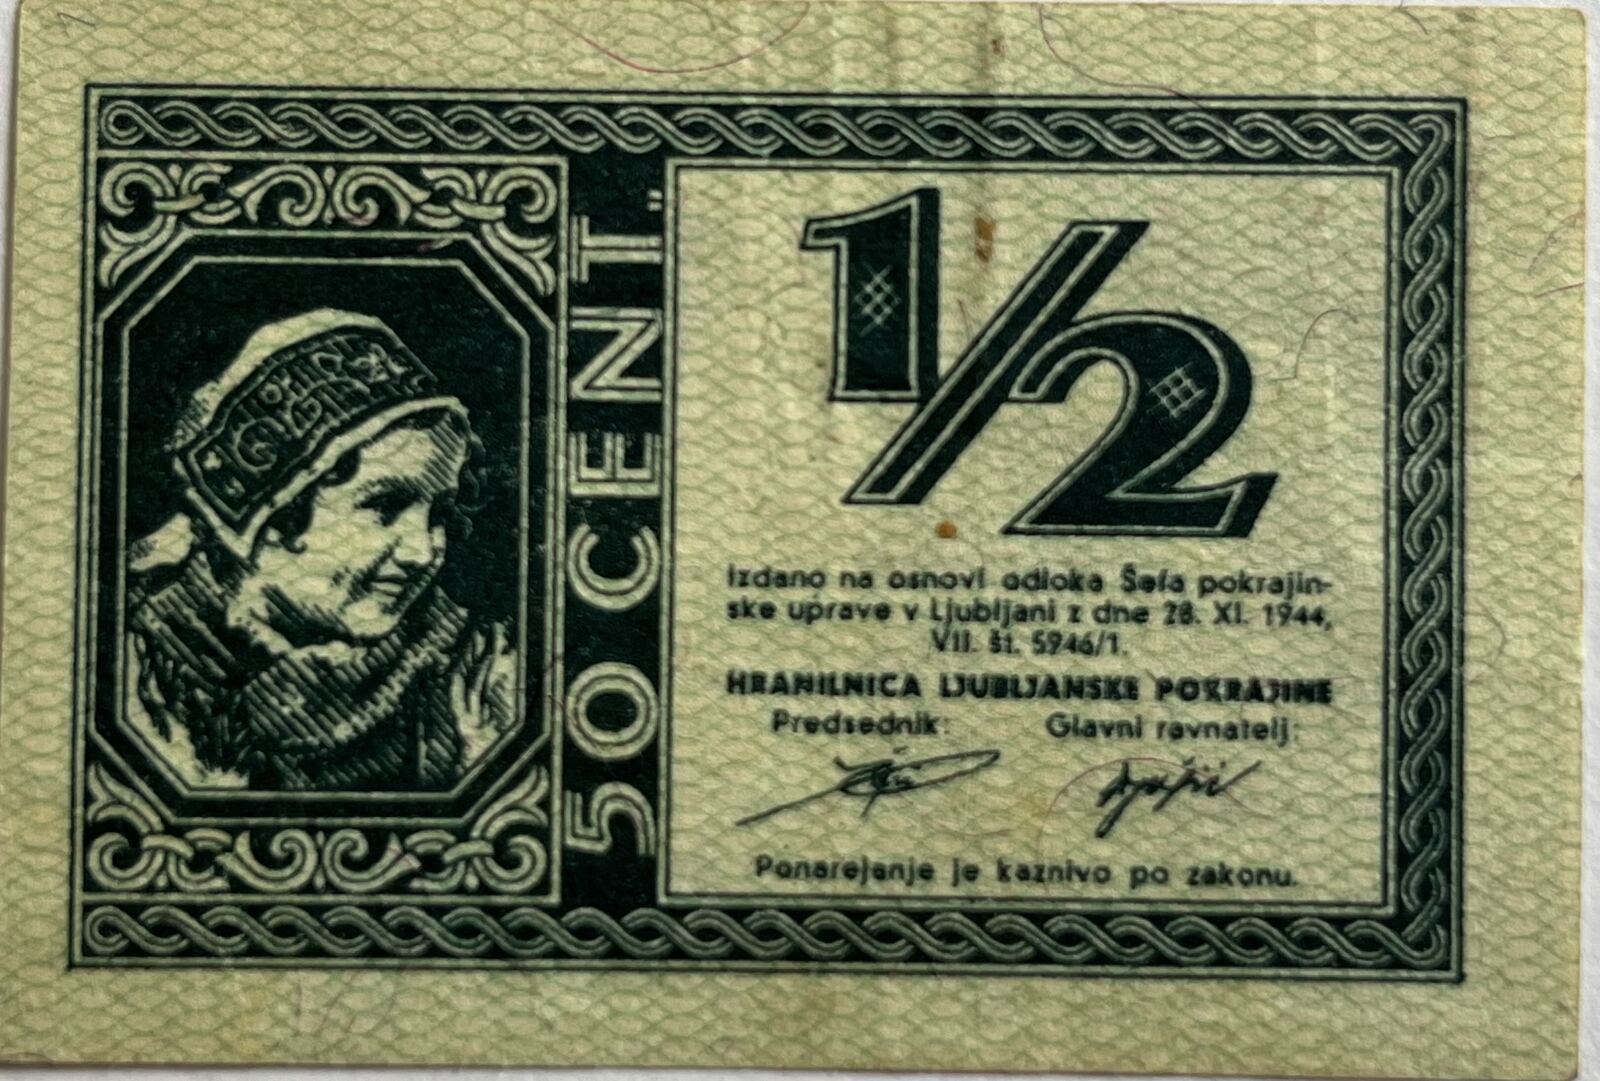 50 CENT.
1/2
Izdano na osnovi odloka Šefa pokrajin-
ske uprave v Ljubljani z dne 28. XI. 1944,
VII. št. 5946/1.
HRANILNICA LJUBLJANSKE POKRAJINE
Predsednik: Glavni ravnatelj:
Ponarejanje je kaznivo po zakonu.